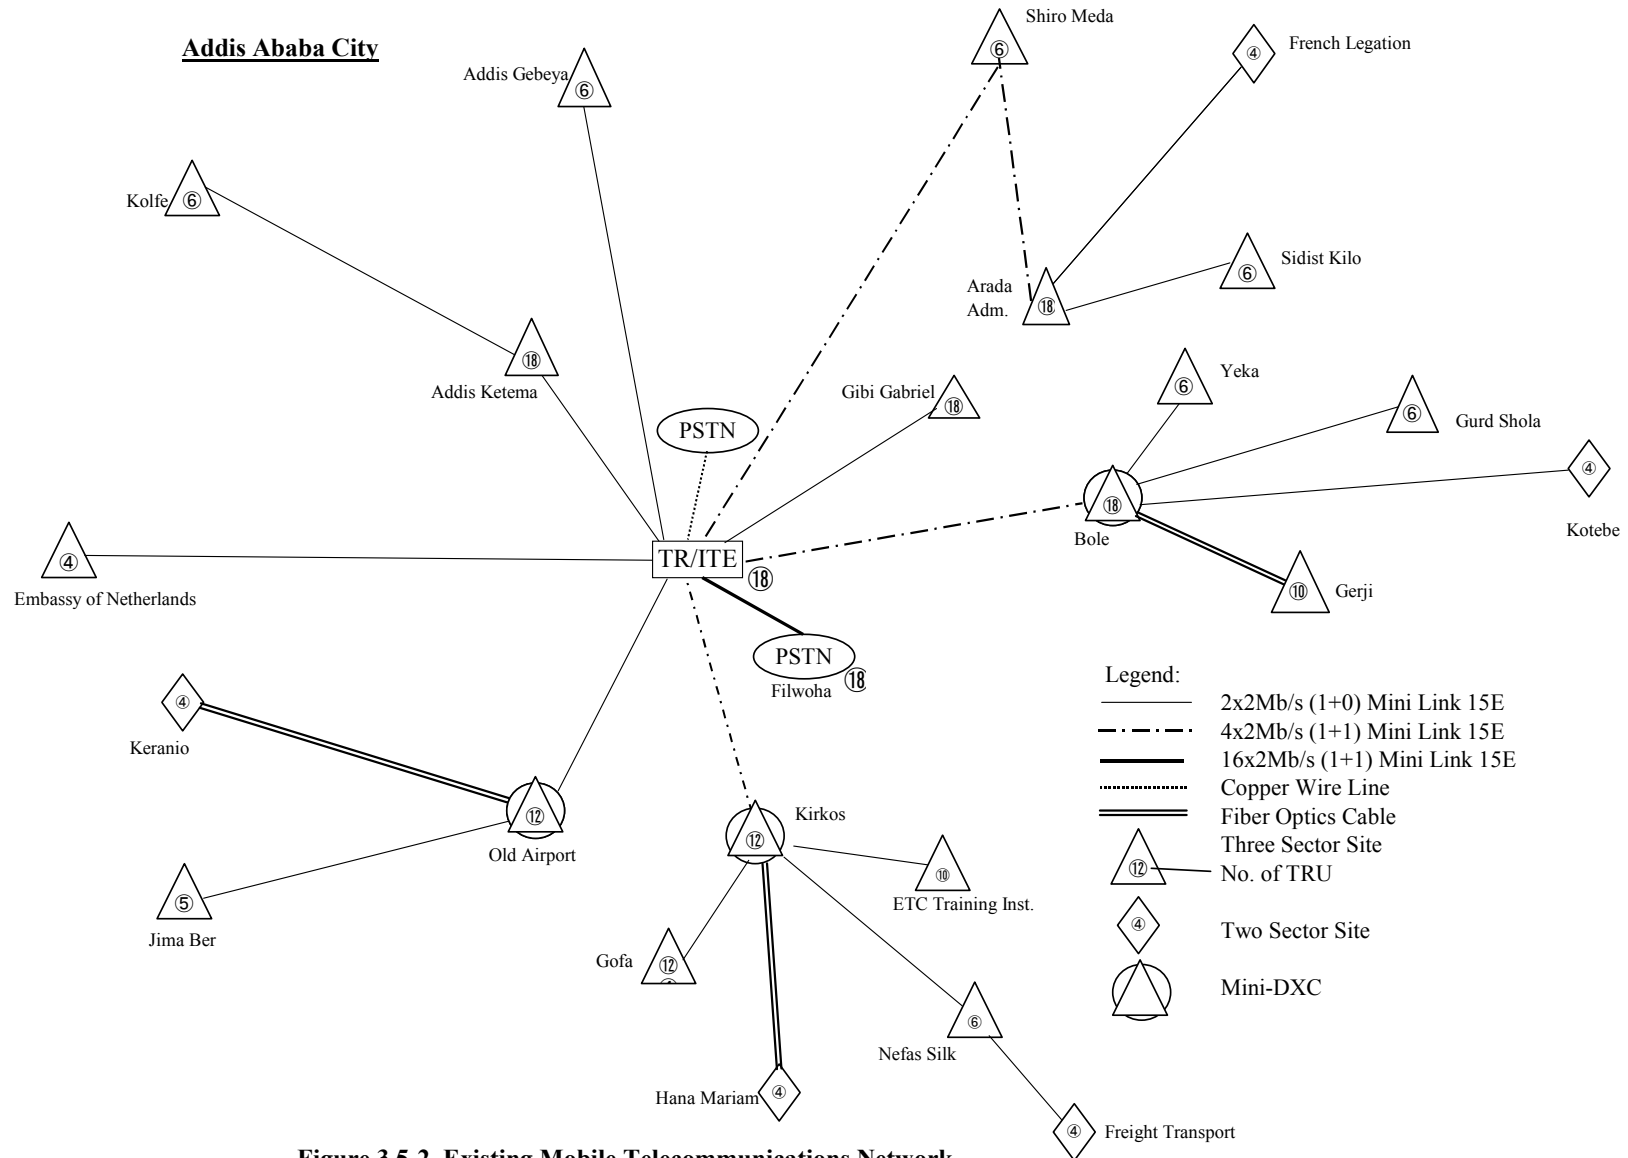 Addis Ababa City
Shiro Meda
⑥
French Legation
④
Addis Gebeya
⑥
Kolfe
⑥
Sidist Kilo
⑥
Arada
Adm.
⑱
Addis Ketema
⑱
Gibi Gabriel
⑱
Yeka
⑥
Gurd Shola
⑥
PSTN
Kotebe
④
Bole
⑱
TR/ITE
⑱
Embassy of Netherlands
④
Gerji
⑩
PSTN
Filwoha
⑱
Keranio
④
Old Airport
⑫
Jima Ber
⑤
Kirkos
⑫
ETC Training Inst.
⑩
Gofa
⑫
Nefas Silk
⑥
Hana Mariam
④
Freight Transport
④
Legend:
2x2Mb/s (1+0) Mini Link 15E
4x2Mb/s (1+1) Mini Link 15E
16x2Mb/s (1+1) Mini Link 15E
Copper Wire Line
Fiber Optics Cable
Three Sector Site
⑫
No. of TRU
④
Two Sector Site
Mini-DXC
Figure 3.5-2 Existing Mobile Telecommunications Network